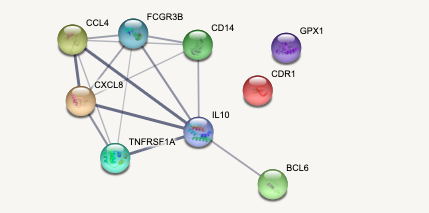 FCGR3B
CCL4
CD14
GPX1
CDR1
CXCL8
IL10
TNFRSF1A
BCL6